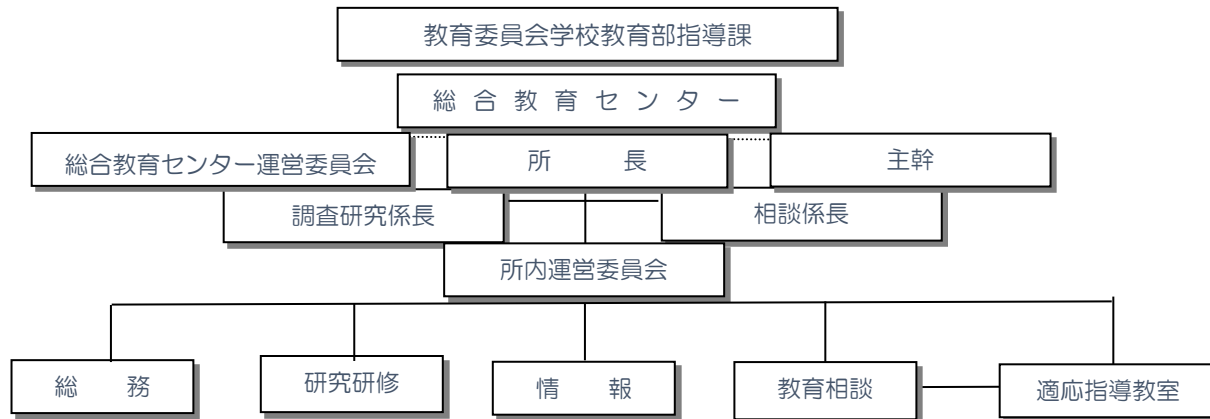 教育委員会学校教育部指導課
総合教育センター
総合教育センター運営委員会
所　　長
主幹
調査研究係長
相談係長
所内運営委員会
総　　務
研究研修
情　　報
教育相談
適応指導教室